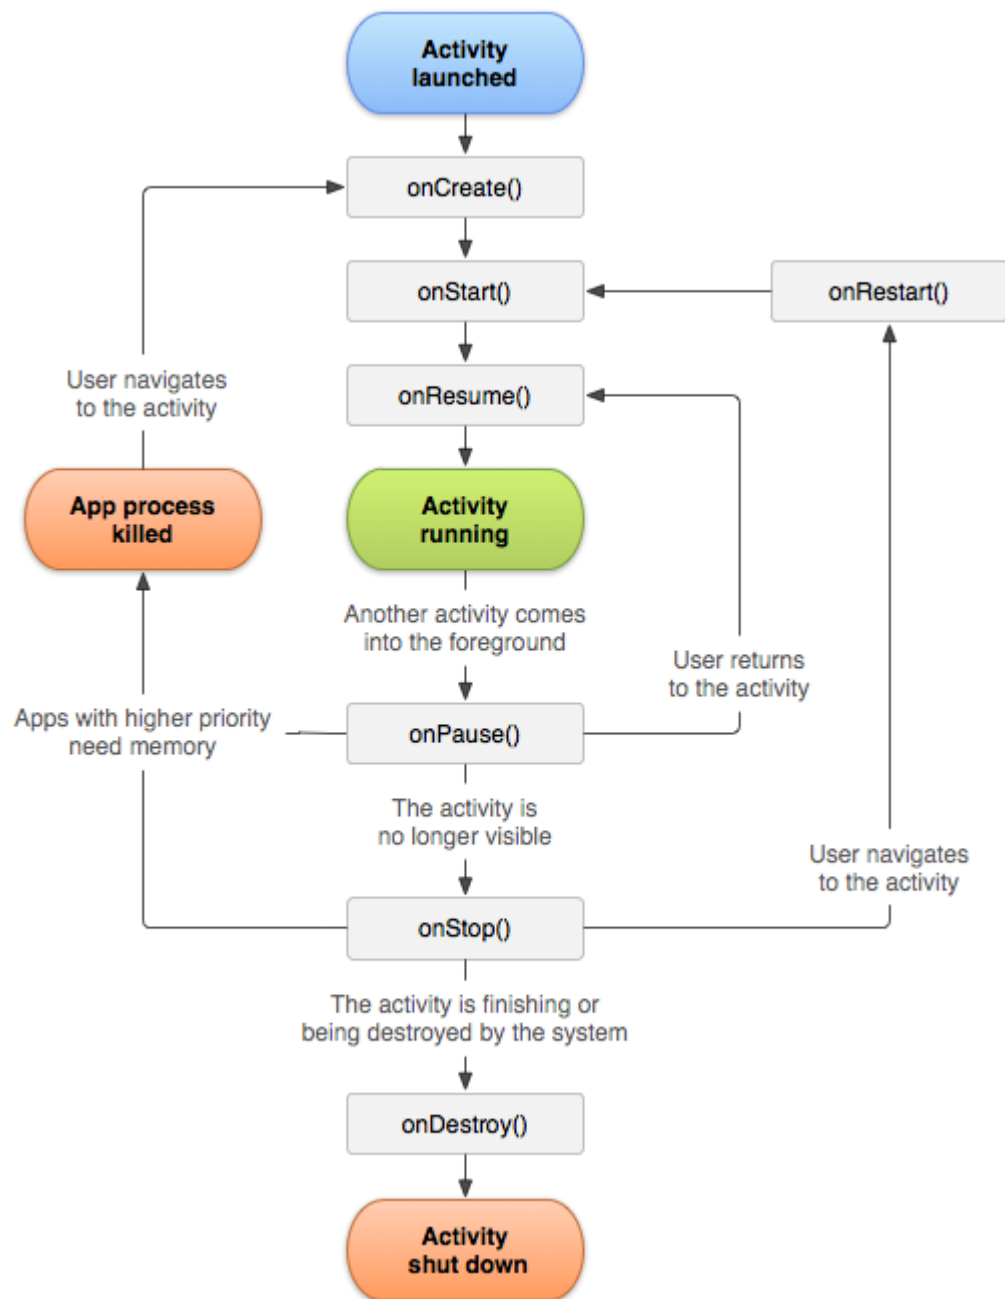 Activity
launched
onCreate()
onStart()
onRestart()
User navigates
to the activity
onResume()
App process
killed
Activity
running
Another activity comes
into the foreground
User returns
to the activity
Apps with higher priority
need memory
onPause()
The activity is
no longer visible
User navigates
to the activity
onStop()
The activity is finishing or
being destroyed by the system
onDestroy()
Activity
shut down